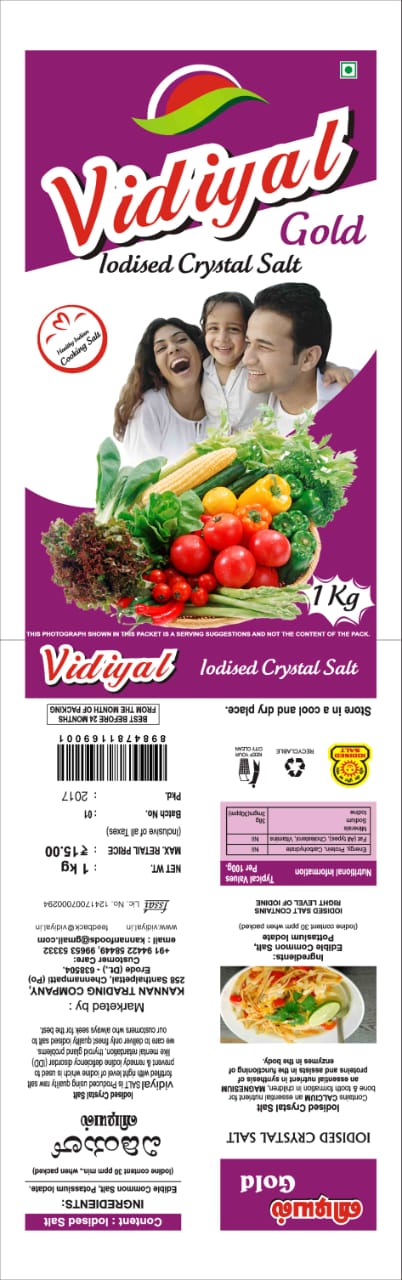 Vidiyal
Gold
Iodised Crystal Salt
Healthy Indian
Cooking Salt
1 Kg
THIS PHOTOGRAPH SHOWN IN THIS PACKET IS A SERVING SUGGESTIONS AND NOT THE CONTENT OF THE PACK.
Vidiyal
Iodised Crystal Salt
விடியல்
Gold
IODISED CRYSTAL SALT
Iodised Crystal Salt
Contains CALCIUM an essential nutrient for
bone & tooth formation in children, MAGNESIUM
an essential nutrient in synthesis of
proteins and assists in the functioning of
enzymes in the body.
Ingredients:
Edible Common Salt,
Potassium Iodate
(Iodine content 30 ppm when packed)
IODISED SALT CONTAINS
RIGHT LEVEL OF IODINE
Nutritional Information Typical Values
Per 100g.
Energy, Protein, Carbohydrate Nil
Fat (All types), Cholesterol, Vitamins Nil
Minerals
Sodium
Iodine
IODISED
SALT
RECYCLABLE
KEEP YOUR
CITY CLEAN
Store in a cool and dry place.
Content : Iodised Salt
INGREDIENTS:
Edible Common Salt, Potassium Iodate.
(Iodine content 30 ppm min., when packed)
விடியல்
Iodised Crystal Salt
Vidiyal SALT is Produced using quality raw salt
fortified with right level of iodine which is used to
prevent & remedy iodine deficiency disorder (IDD)
like mental retardation, thyroid gland problems.
we care to deliver only finest quality iodised salt to
our customers who always seek for the best.
Marketed by :
KANNAN TRADING COMPANY,
258 Santhaipettai, Chennampatti (Po)
Erode (Dt.,) - 638504.
Customer Care:
+91 94422 58449, 99653 53332
email : kannanfoods@gmail.com
www.vidiyal.in feedback@vidiyal.in
fssai Lic. No. 12417007000294
NET WT. : 1 kg
MAX. RETAIL PRICE : ₹15.00
(Inclusive of all Taxes)
Batch No. : 01
Pkd. : 2017
8 984781 169001
BEST BEFORE 24 MONTHS
FROM THE MONTH OF PACKING